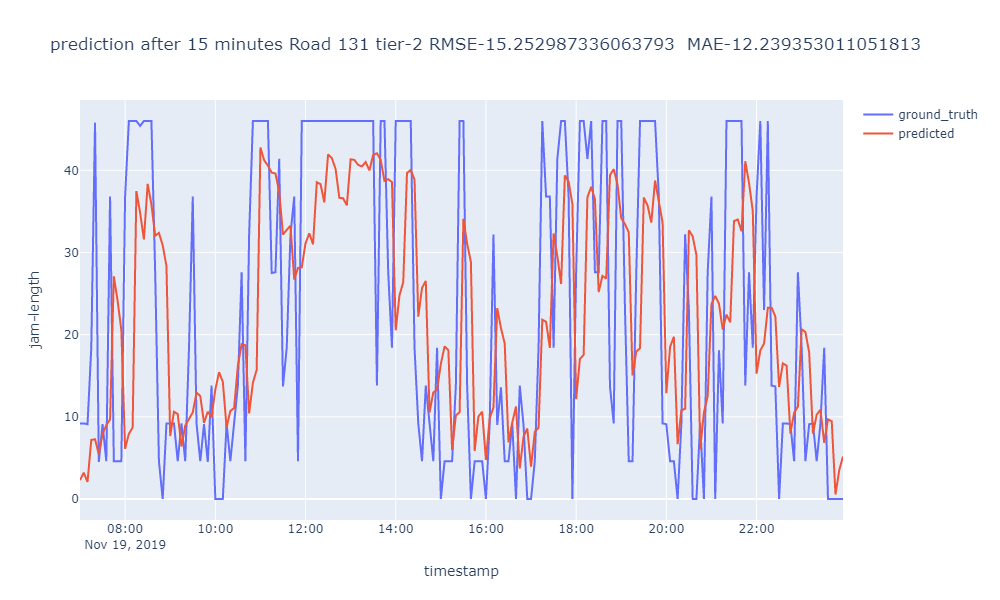 prediction after 15 minutes Road 131 tier-2 RMSE-15.252987336063793  MAE-12.239353011051813
ground_truth
predicted
jam-length
40
30
20
10
0
08:00 10:00 12:00 14:00 16:00 18:00 20:00 22:00
Nov 19, 2019
timestamp